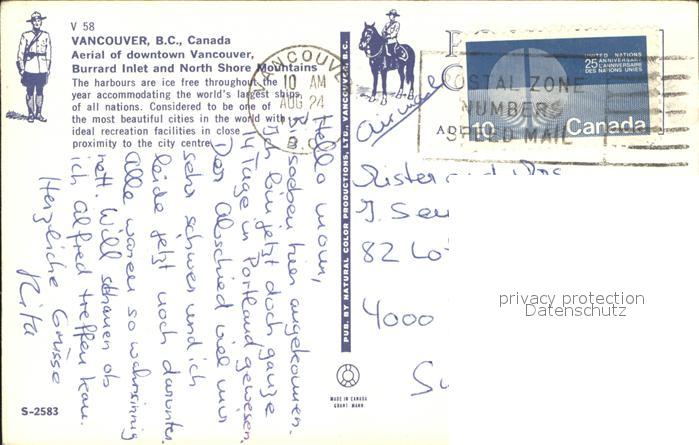 V 58
VANCOUVER, B.C., Canada
Aerial of downtown Vancouver,
Burrard Inlet and North Shore Mountains
The harbours are ice free throughout the
year accommodating the world's largest ships
of all nations. Considered to be one of
the most beautiful cities in the world with
ideal recreation facilities in close
proximity to the city centre.
VANCOUVER
10 AM
AUG 24
B.C.
POSTAL ZONE
NUMBERS
SPEED MAIL
UNITED NATIONS
25 ANNIVERSARY
L'ANNIVERSAIRE
DES NATIONS UNIES
10 Canada
air mail
Hello mam,
Bin soeben hier angekommen.
Ich bin jetzt doch ganze
14 Tage in Portland gewesen.
Der Abschied viel mir
sehr schwer und ich
leide jetzt noch darunter.
Alle waren so wahnsinnig
nett. Will schauen ob
ich Alfred treffen kann.
Herzliche Grüsse
Rita
82
4000
PUB. BY NATURAL COLOR PRODUCTIONS, LTD., VANCOUVER, B.C.
MADE IN CANADA
GRANT MANN
S-2583
privacy protection
Datenschutz